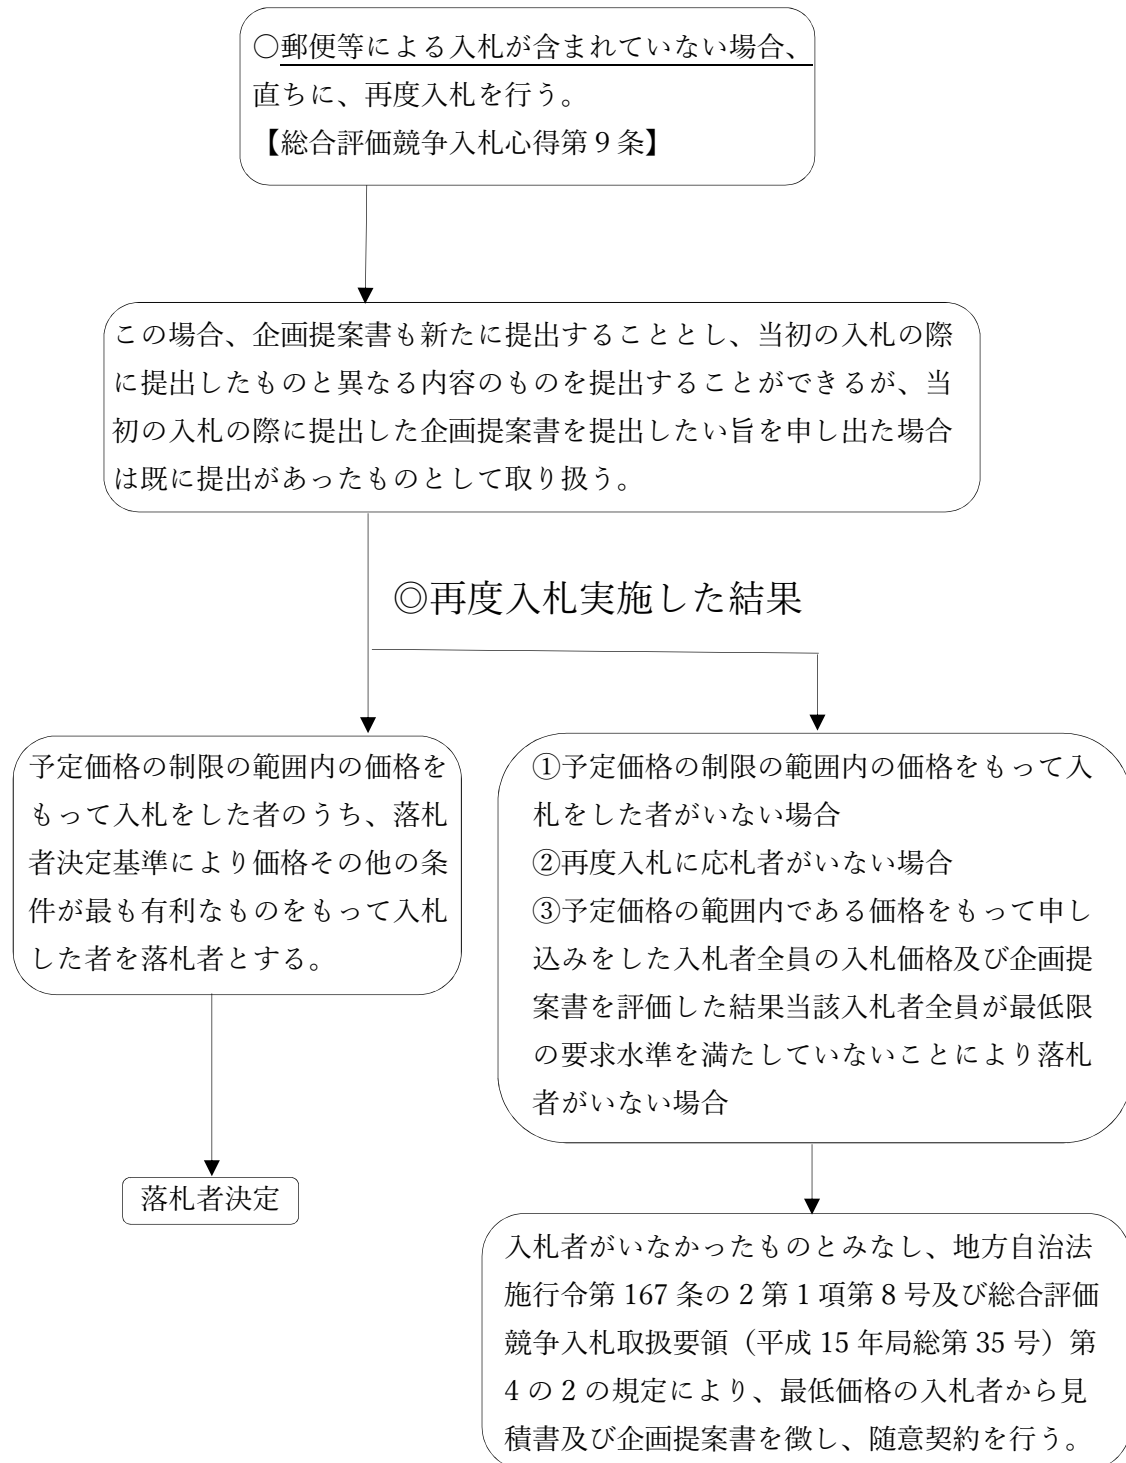 ○郵便等による入札が含まれていない場合、
直ちに、再度入札を行う。
【総合評価競争入札心得第9条】
この場合、企画提案書も新たに提出することとし、当初の入札の際
に提出したものと異なる内容のものを提出することができるが、当
初の入札の際に提出した企画提案書を提出したい旨を申し出た場合
は既に提出があったものとして取り扱う。
◎再度入札実施した結果
予定価格の制限の範囲内の価格を
もって入札をした者のうち、落札
者決定基準により価格その他の条
件が最も有利なものをもって入札
した者を落札者とする。
落札者決定
①予定価格の制限の範囲内の価格をもって入
札をした者がいない場合
②再度入札に応札者がいない場合
③予定価格の範囲内である価格をもって申し
込みをした入札者全員の入札価格及び企画提
案書を評価した結果当該入札者全員が最低限
の要求水準を満たしていないことにより落札
者がいない場合
入札者がいなかったものとみなし、地方自治法
施行令第 167 条の 2 第 1 項第 8 号及び総合評価
競争入札取扱要領（平成 15 年局総第 35 号）第
4 の 2 の規定により、最低価格の入札者から見
積書及び企画提案書を徴し、随意契約を行う。